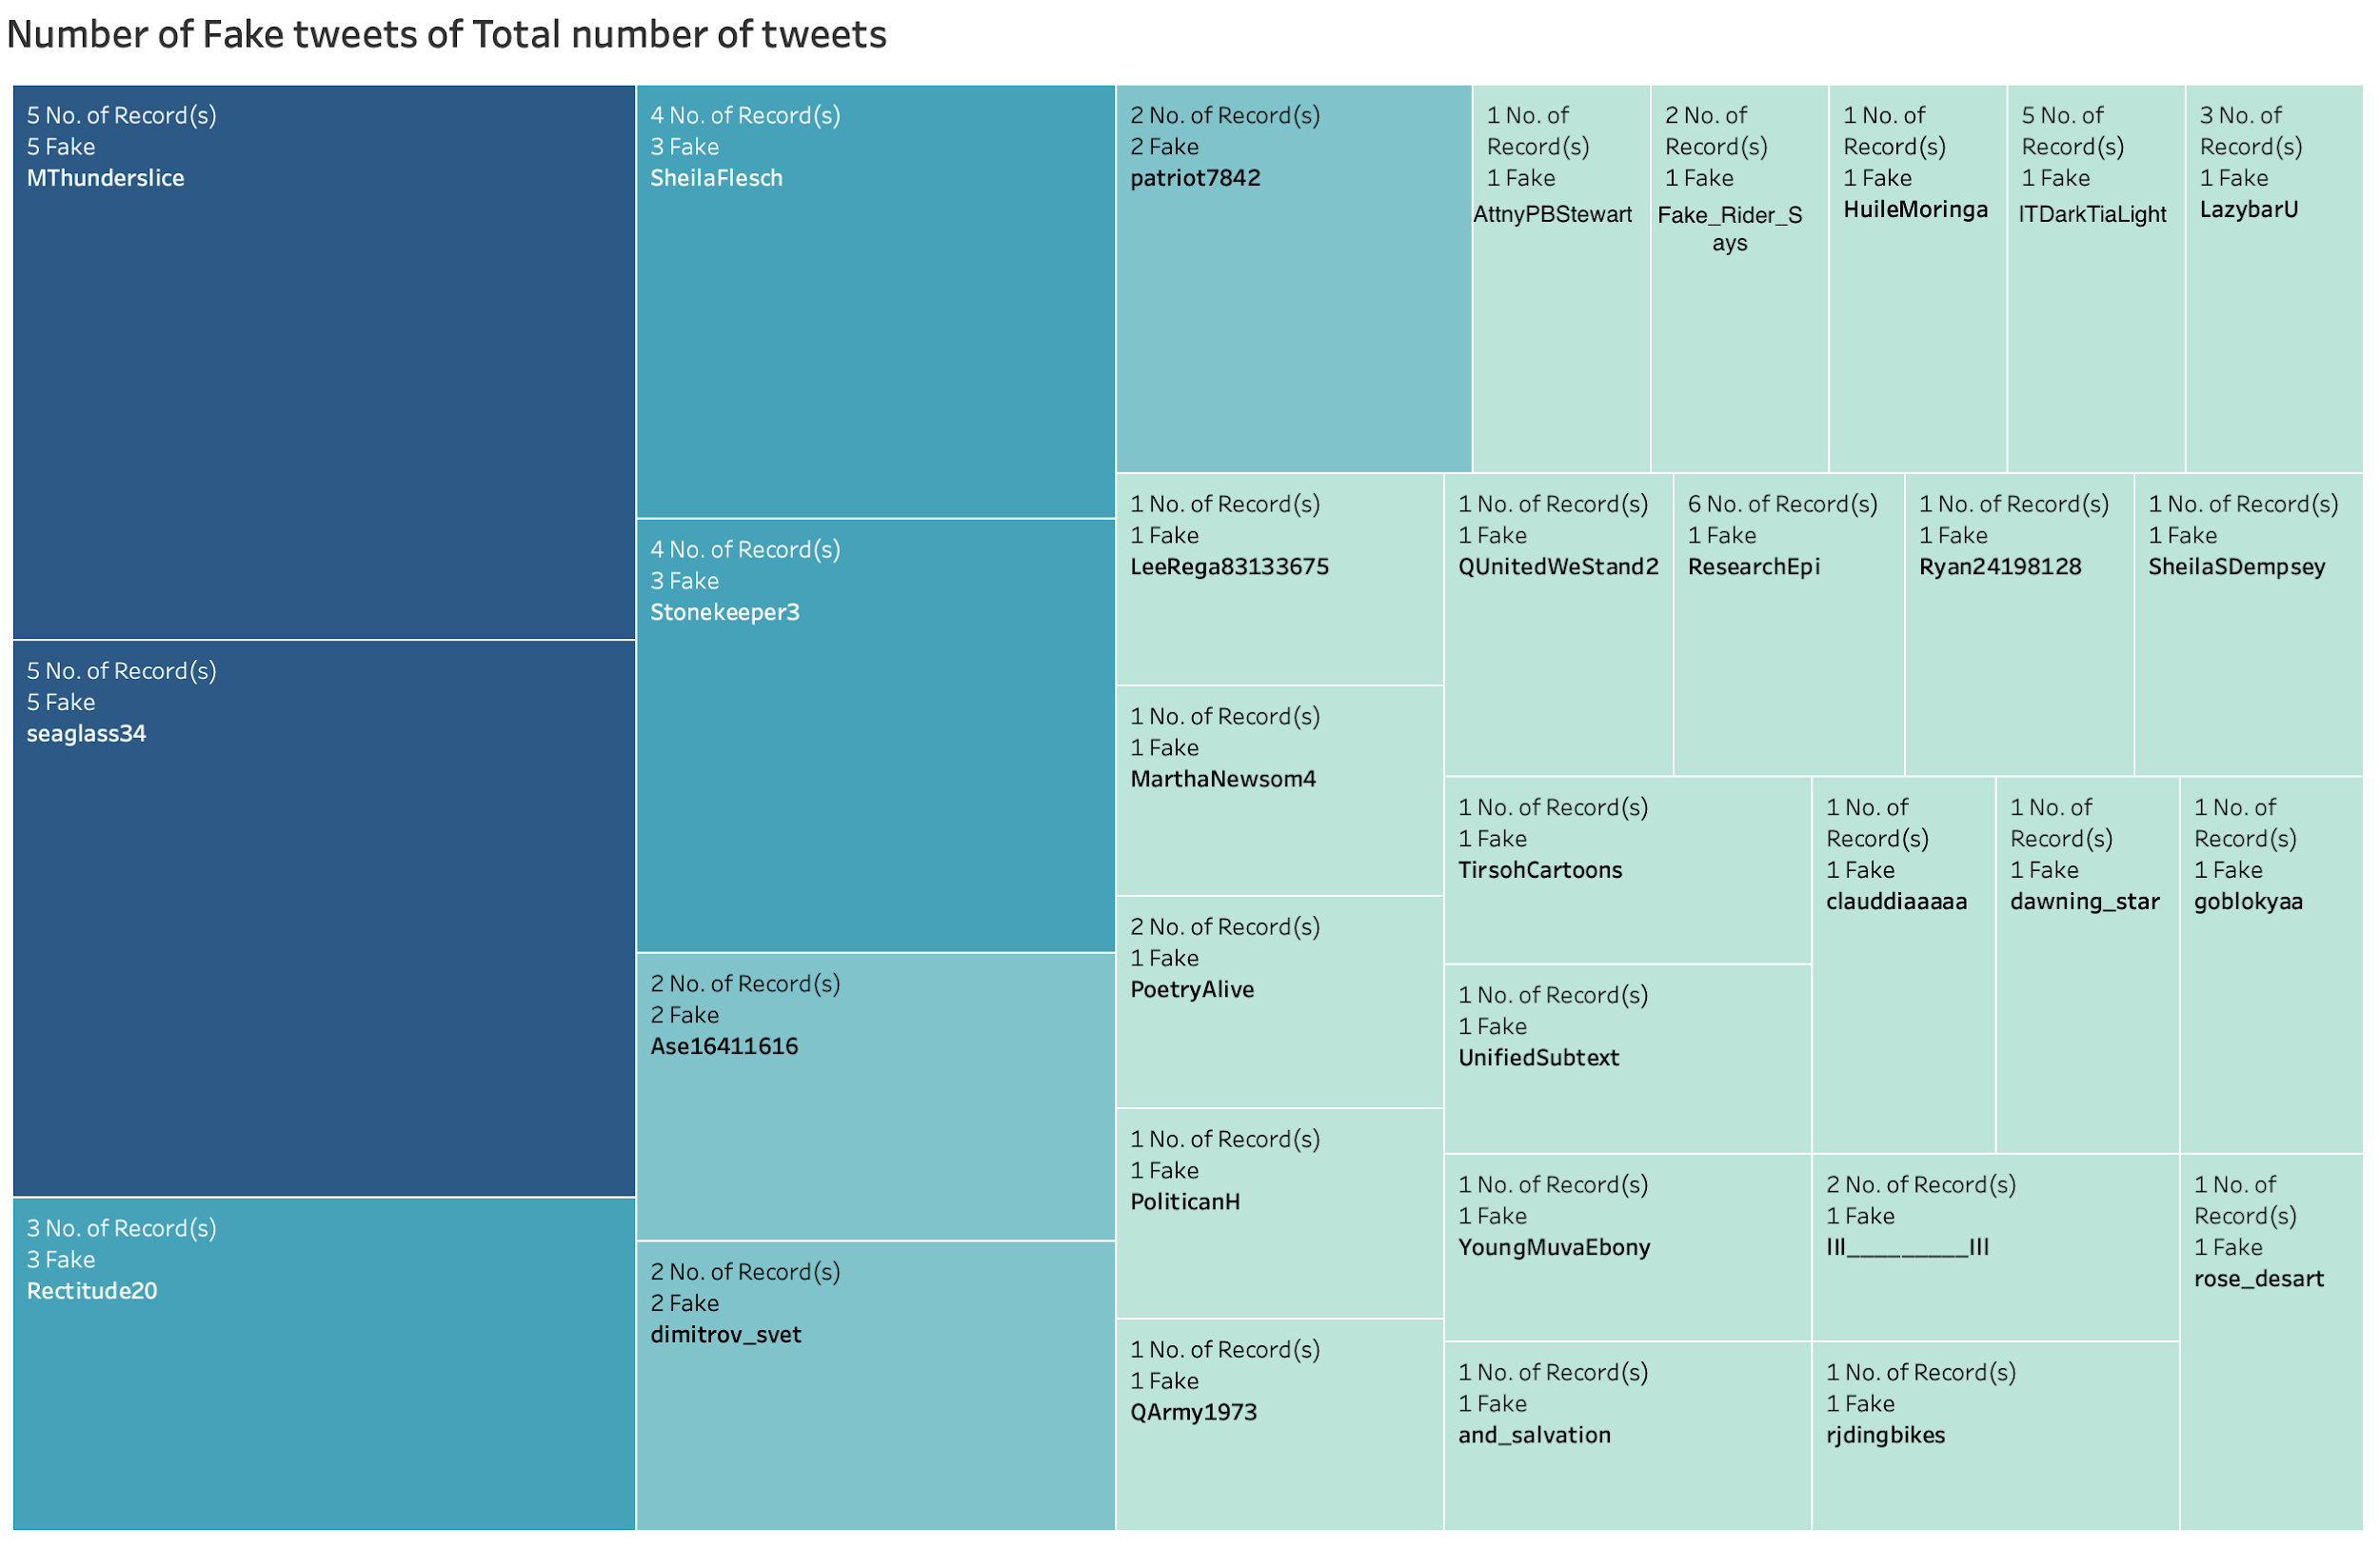 Number of Fake tweets of Total number of tweets
5 No. of Record(s)
5 Fake
MThunderslice
5 No. of Record(s)
5 Fake
seaglass34
3 No. of Record(s)
3 Fake
Rectitude20
4 No. of Record(s)
3 Fake
SheilaFlesch
4 No. of Record(s)
3 Fake
Stonekeeper3
2 No. of Record(s)
2 Fake
Ase16411616
2 No. of Record(s)
2 Fake
dimitrov_svet
2 No. of Record(s)
2 Fake
patriot7842
1 No. of
Record(s)
1 Fake
AttnyPBStewart
2 No. of
Record(s)
1 Fake
Fake_Rider_S
ays
1 No. of
Record(s)
1 Fake
HuileMoringa
5 No. of
Record(s)
1 Fake
ITDarkTiaLight
3 No. of
Record(s)
1 Fake
LazybarU
1 No. of Record(s)
1 Fake
LeeRega83133675
1 No. of Record(s)
1 Fake
MarthaNewsom4
2 No. of Record(s)
1 Fake
PoetryAlive
1 No. of Record(s)
1 Fake
PoliticanH
1 No. of Record(s)
1 Fake
QArmy1973
1 No. of Record(s)
1 Fake
QUnitedWeStand2
6 No. of Record(s)
1 Fake
ResearchEpi
1 No. of Record(s)
1 Fake
Ryan24198128
1 No. of Record(s)
1 Fake
SheilaSDempsey
1 No. of Record(s)
1 Fake
TirsohCartoons
1 No. of Record(s)
1 Fake
UnifiedSubtext
1 No. of Record(s)
1 Fake
YoungMuvaEbony
1 No. of Record(s)
1 Fake
and_salvation
1 No. of
Record(s)
1 Fake
clauddiaaaaa
1 No. of
Record(s)
1 Fake
dawning_star
1 No. of
Record(s)
1 Fake
goblokyaa
2 No. of Record(s)
1 Fake
lll_________lll
1 No. of Record(s)
1 Fake
rjdingbikes
1 No. of
Record(s)
1 Fake
rose_desart